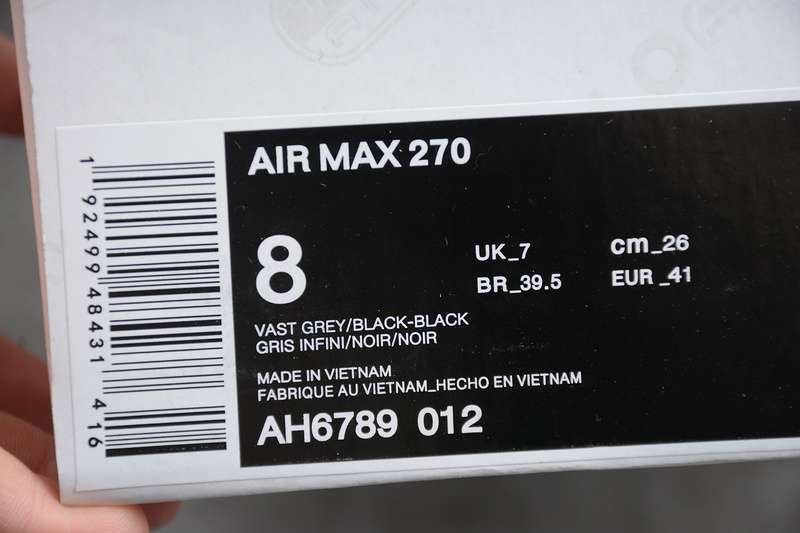 AIR MAX 270
8
UK_7
cm_26
BR_39.5
EUR_41
VAST GREY/BLACK-BLACK
GRIS INFINI/NOIR/NOIR
MADE IN VIETNAM
FABRIQUE AU VIETNAM_HECHO EN VIETNAM
AH6789 012
1 92499 48431 4 16